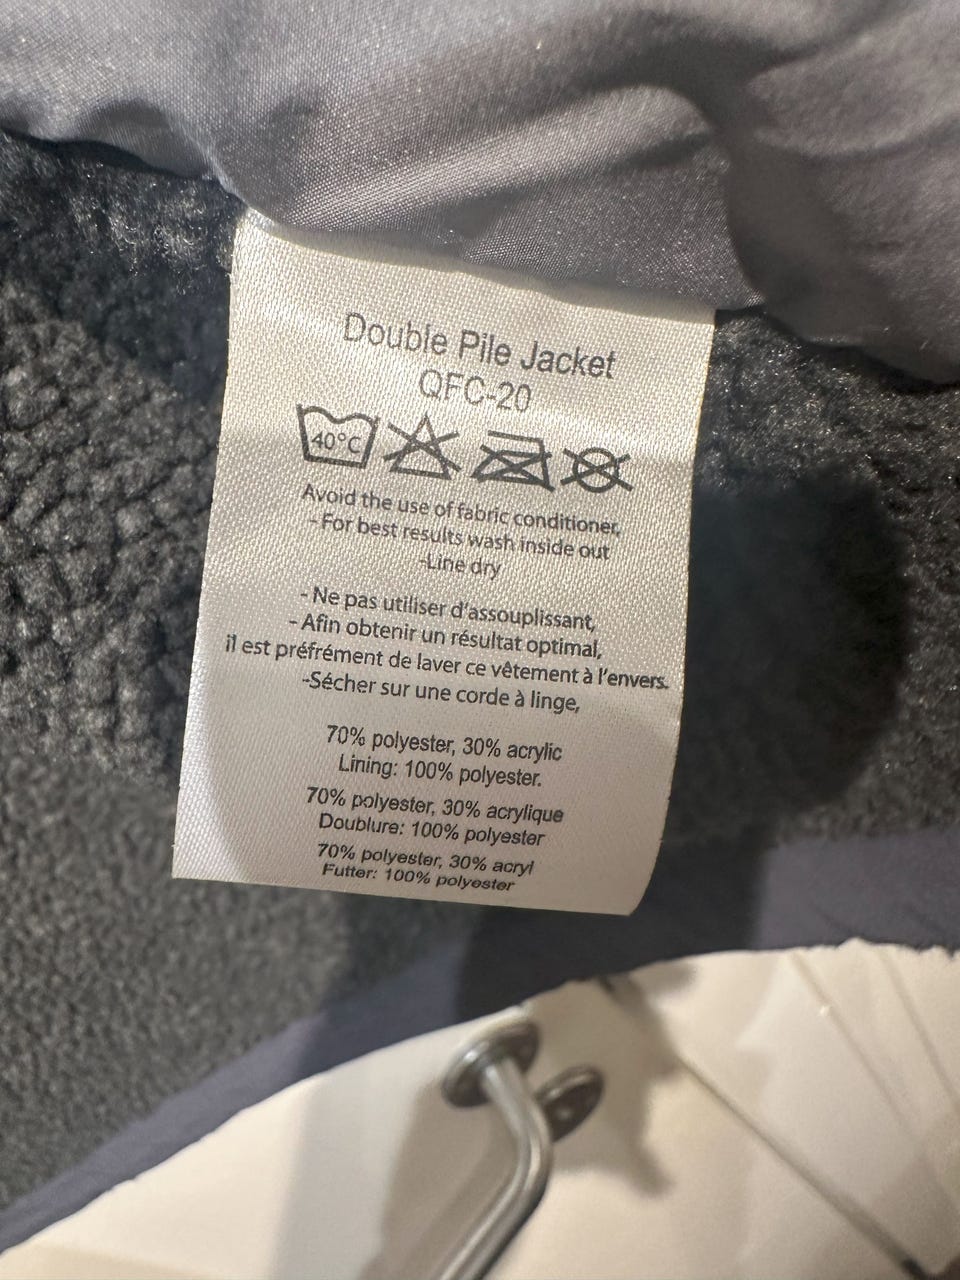 Double Pile Jacket
QFC-20
40°C
Avoid the use of fabric conditioner,
- For best results wash inside out
-Line dry
- Ne pas utiliser d'assouplissant,
- Afin obtenir un résultat optimal,
il est préfrément de laver ce vêtement à l'envers.
-Sécher sur une corde à linge,
70% polyester, 30% acrylic
Lining: 100% polyester.
70% polyester, 30% acrylique
Doublure: 100% polyester
70% polyester, 30% acryl
Futter: 100% polyester